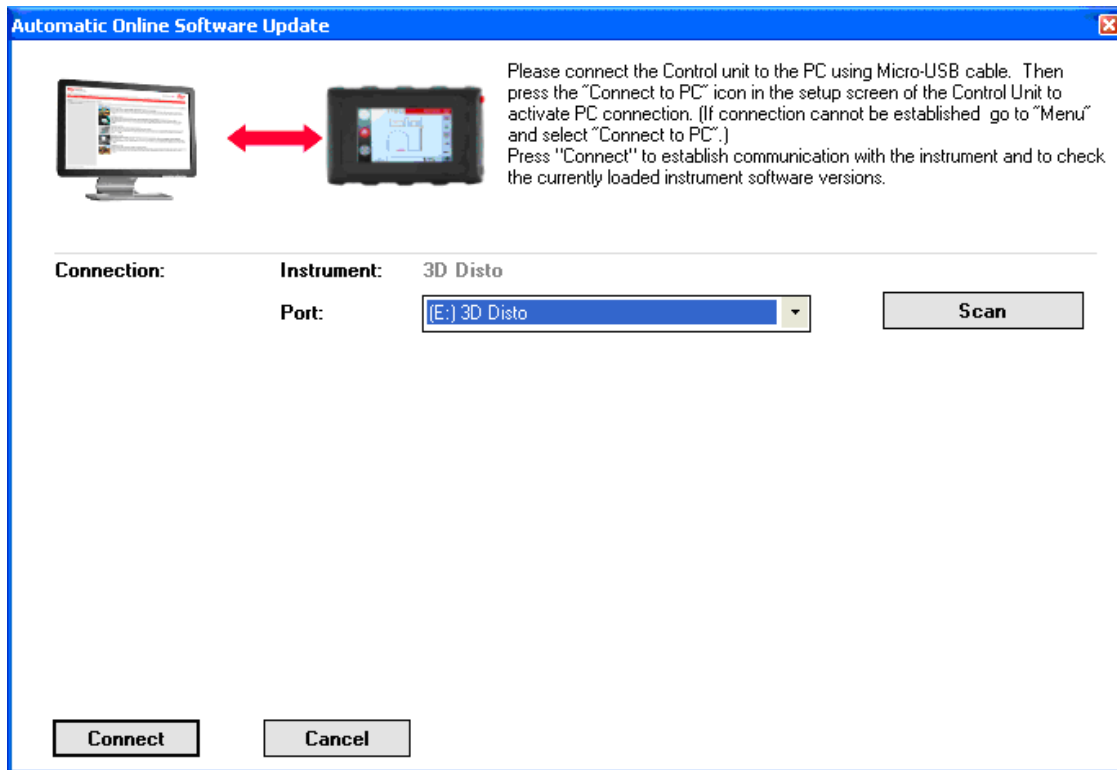 Automatic Online Software Update
Please connect the Control unit to the PC using Micro-USB cable.  Then
press the ˝Connect to PC˝ icon in the setup screen of the Control Unit to
activate PC connection. (If connection cannot be established  go to ˝Menu˝
and select ˝Connect to PC˝.)
Press "Connect" to establish communication with the instrument and to check
the currently loaded instrument software versions.
Connection:
Instrument:
3D Disto
Port:
(E:) 3D Disto
Scan
Connect
Cancel